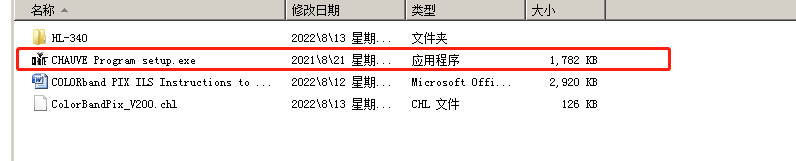 名称 修改日期 类型 大小
HL-340 2022\8\13 星期... 文件夹
CHAUVE Program setup.exe 2021\8\21 星期... 应用程序 1,782 KB
COLORband PIX ILS Instructions to ... 2022\8\12 星期... Microsoft Offi... 2,920 KB
ColorBandPix_V200.chl 2022\8\13 星期... CHL 文件 126 KB